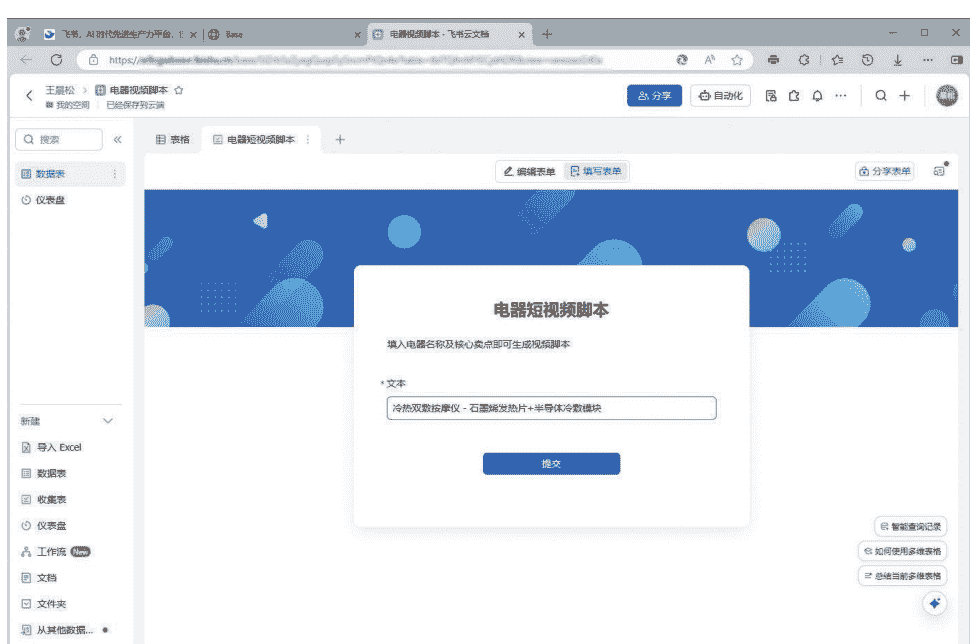 飞书，AI时代先进生产力平台，1
Base
电器视频脚本 - 飞书云文档
https:/
王晨松
电器视频脚本
我的空间
已经保存到云端
分享
自动化
搜索
表格
电器短视频脚本
数据表
编辑表单
填写表单
分享表单
仪表盘
电器短视频脚本
填入电器名称及核心卖点即可生成视频脚本
* 文本
冷热双敷按摩仪 - 石墨烯发热片+半导体冷敷模块
提交
新建
导入 Excel
数据表
收集表
仪表盘
工作流 New
文档
文件夹
从其他数据...
智能查询记录
如何使用多维表格
总结当前多维表格